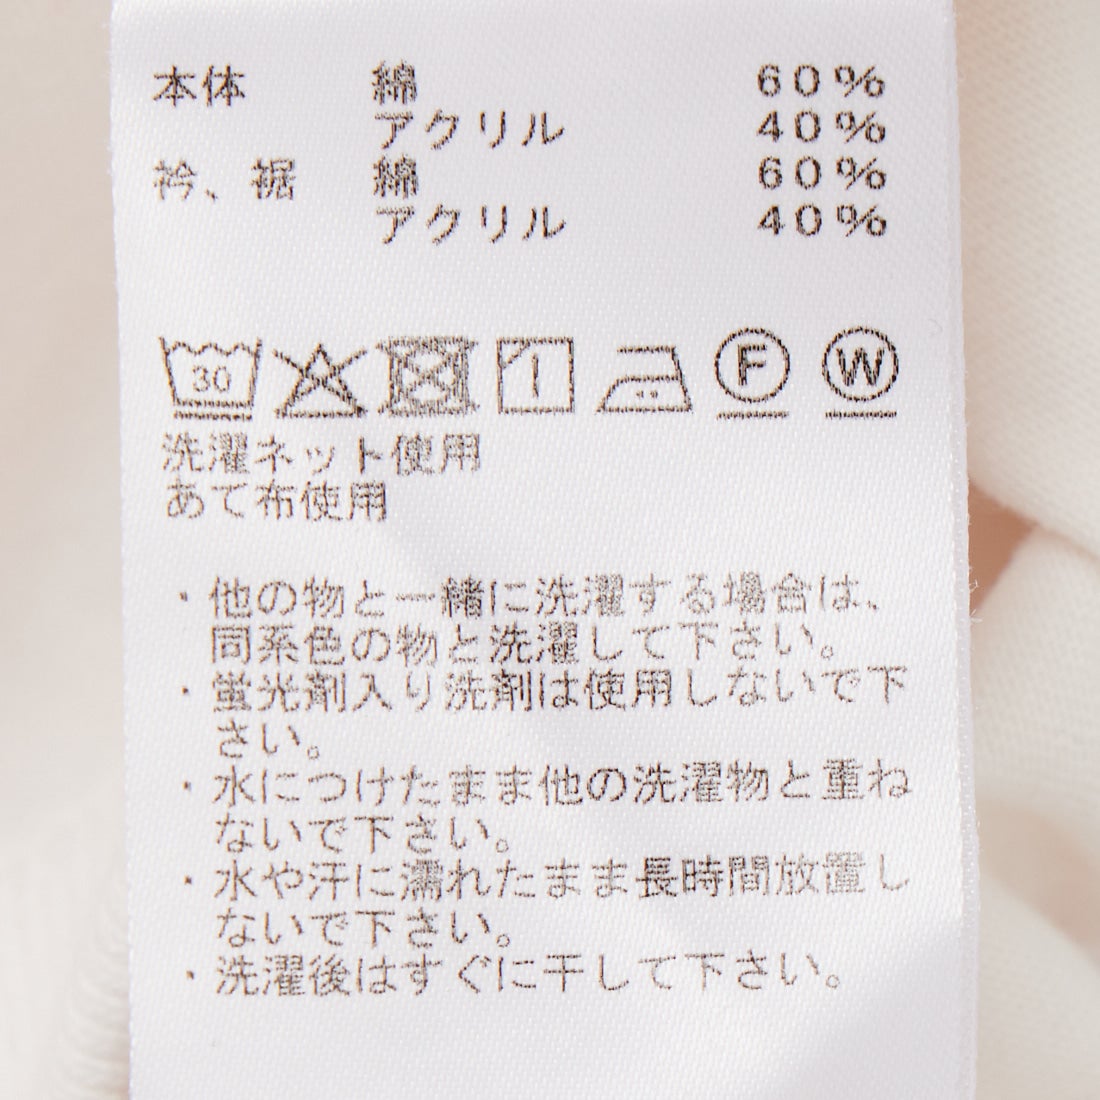 本体 綿 60%
アクリル 40%
衿、裾 綿 60%
アクリル 40%
30 F W
洗濯ネット使用
あて布使用
・他の物と一緒に洗濯する場合は、
同系色の物と洗濯して下さい。
・蛍光剤入り洗剤は使用しないで下
さい。
・水につけたまま他の洗濯物と重ね
ないで下さい。
・水や汗に濡れたまま長時間放置し
ないで下さい。
・洗濯後はすぐに干して下さい。